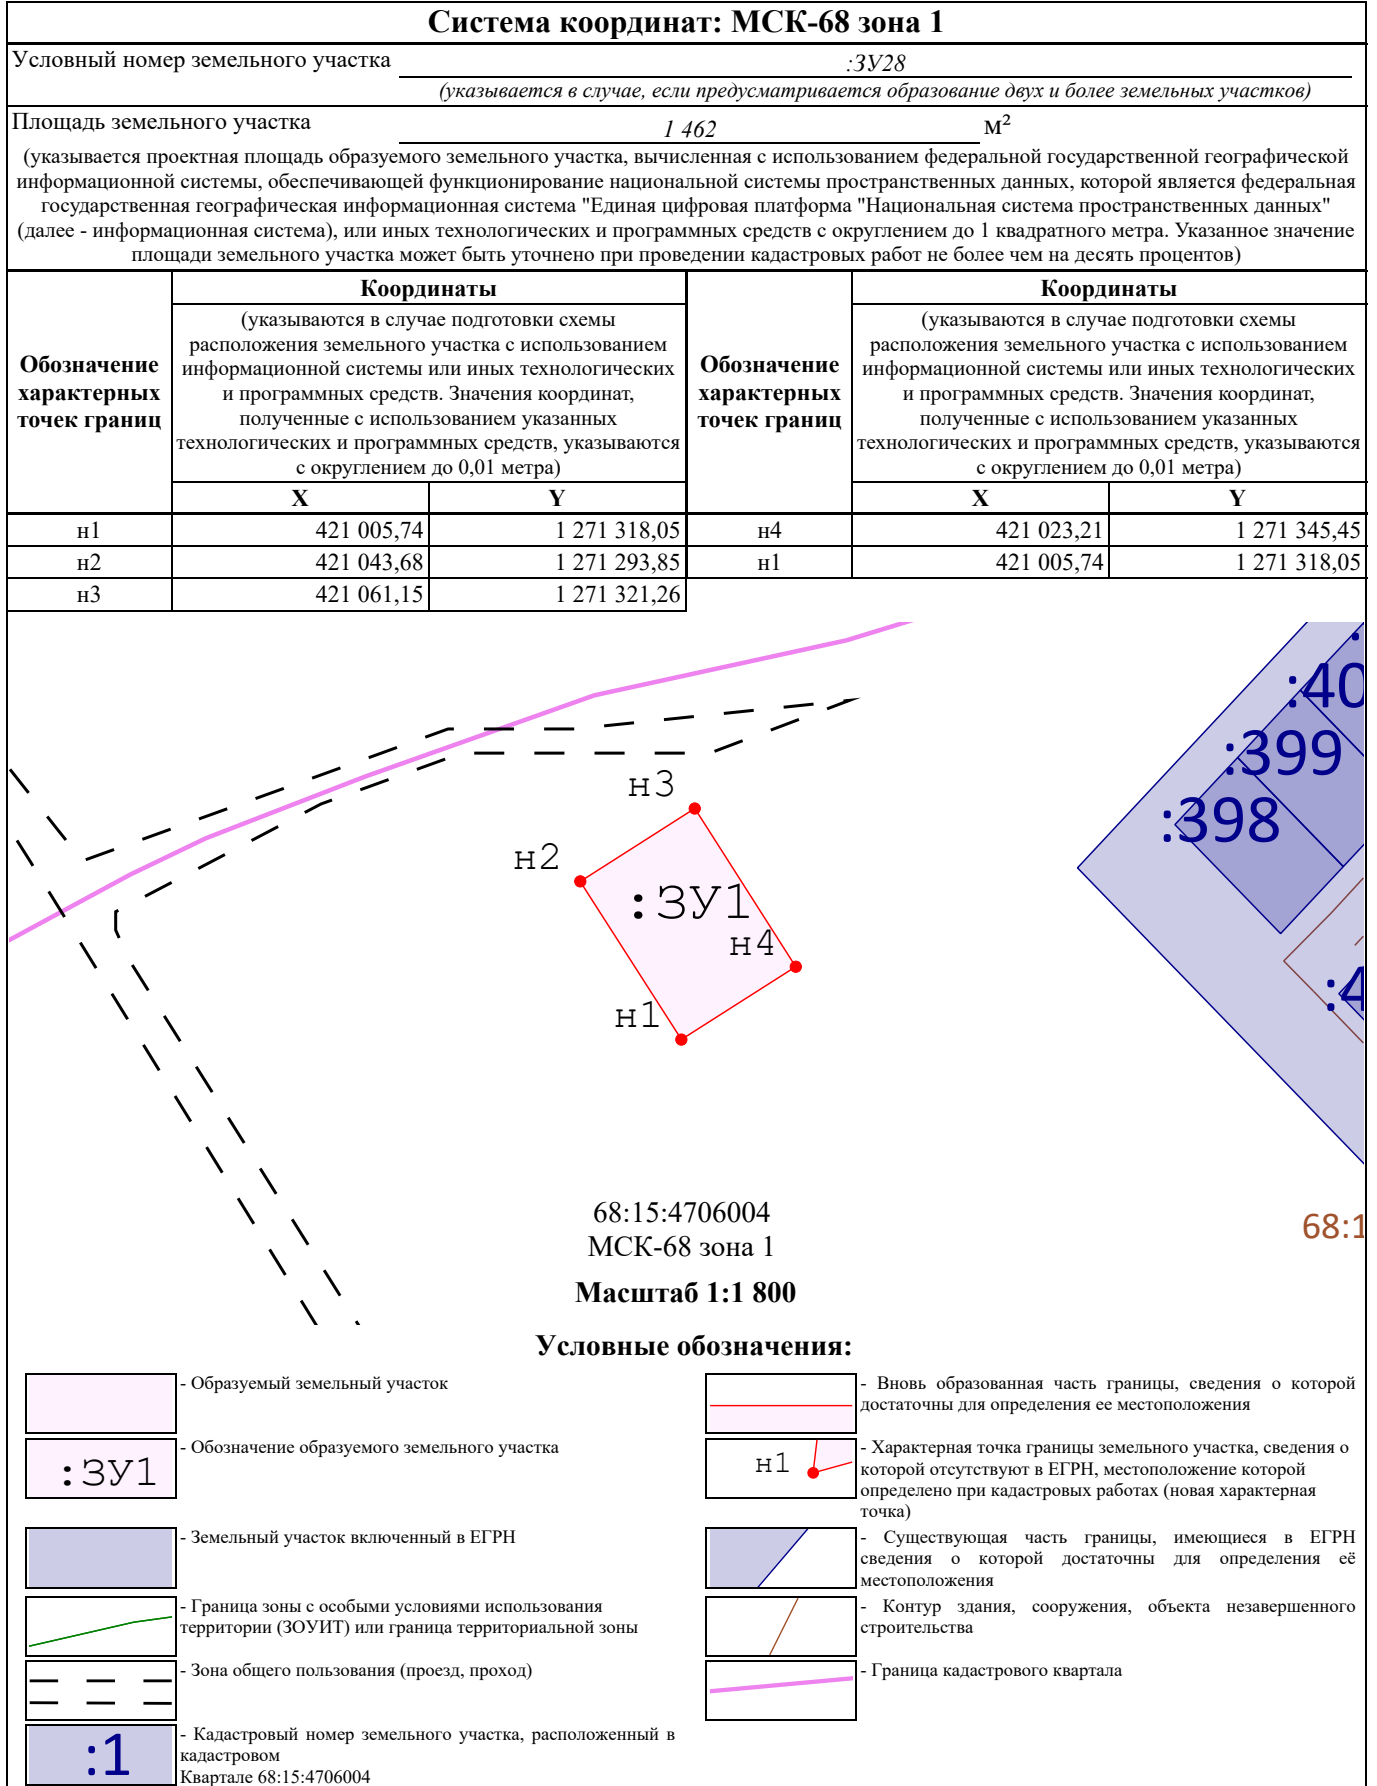 Система координат: МСК-68 зона 1
Условный номер земельного участка :ЗУ28
(указывается в случае, если предусматривается образование двух и более земельных участков)
Площадь земельного участка 1 462 м²
(указывается проектная площадь образуемого земельного участка, вычисленная с использованием федеральной государственной географической
информационной системы, обеспечивающей функционирование национальной системы пространственных данных, которой является федеральная
государственная географическая информационная система "Единая цифровая платформа "Национальная система пространственных данных"
(далее - информационная система), или иных технологических и программных средств с округлением до 1 квадратного метра. Указанное значение
площади земельного участка может быть уточнено при проведении кадастровых работ не более чем на десять процентов)
Обозначение
характерных
точек границ
Координаты
(указываются в случае подготовки схемы
расположения земельного участка с использованием
информационной системы или иных технологических
и программных средств. Значения координат,
полученные с использованием указанных
технологических и программных средств, указываются
с округлением до 0,01 метра)
X Y
Обозначение
характерных
точек границ
Координаты
(указываются в случае подготовки схемы
расположения земельного участка с использованием
информационной системы или иных технологических
и программных средств. Значения координат,
полученные с использованием указанных
технологических и программных средств, указываются
с округлением до 0,01 метра)
X Y
н1 421 005,74 1 271 318,05 н4 421 023,21 1 271 345,45
н2 421 043,68 1 271 293,85 н1 421 005,74 1 271 318,05
н3 421 061,15 1 271 321,26
:40
:399
:398
н3
н2
:ЗУ1
н4
:4
н1
68:15:4706004
68:1
МСК-68 зона 1
Масштаб 1:1 800
Условные обозначения:
- Образуемый земельный участок
- Вновь образованная часть границы, сведения о которой
достаточны для определения ее местоположения
:ЗУ1
- Обозначение образуемого земельного участка
н1
- Характерная точка границы земельного участка, сведения о
которой отсутствуют в ЕГРН, местоположение которой
определено при кадастровых работах (новая характерная
точка)
- Земельный участок включенный в ЕГРН
- Существующая часть границы, имеющиеся в ЕГРН
сведения о которой достаточны для определения её
местоположения
- Граница зоны с особыми условиями использования
территории (ЗОУИТ) или граница территориальной зоны
- Контур здания, сооружения, объекта незавершенного
строительства
- Зона общего пользования (проезд, проход)
- Граница кадастрового квартала
:1
- Кадастровый номер земельного участка, расположенный в
кадастровом
Квартале 68:15:4706004